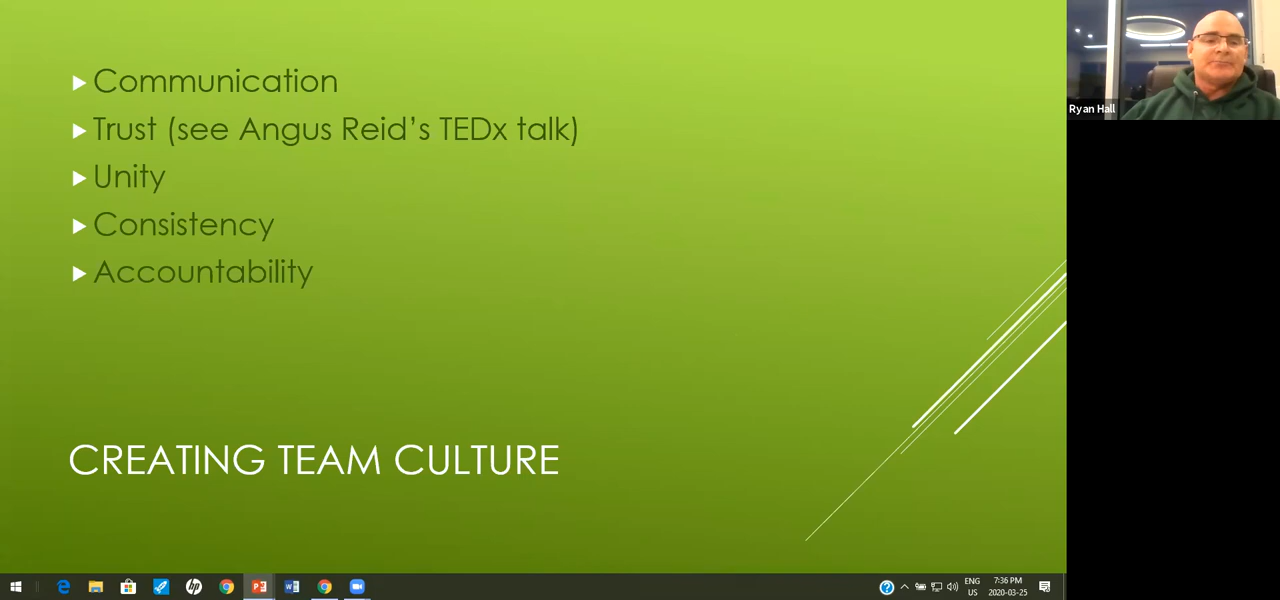 Communication
Trust (see Angus Reid's TEDx talk)
Unity
Consistency
Accountability
CREATING TEAM CULTURE
Ryan Hall
ENG
US
7:36 PM
2020-03-25